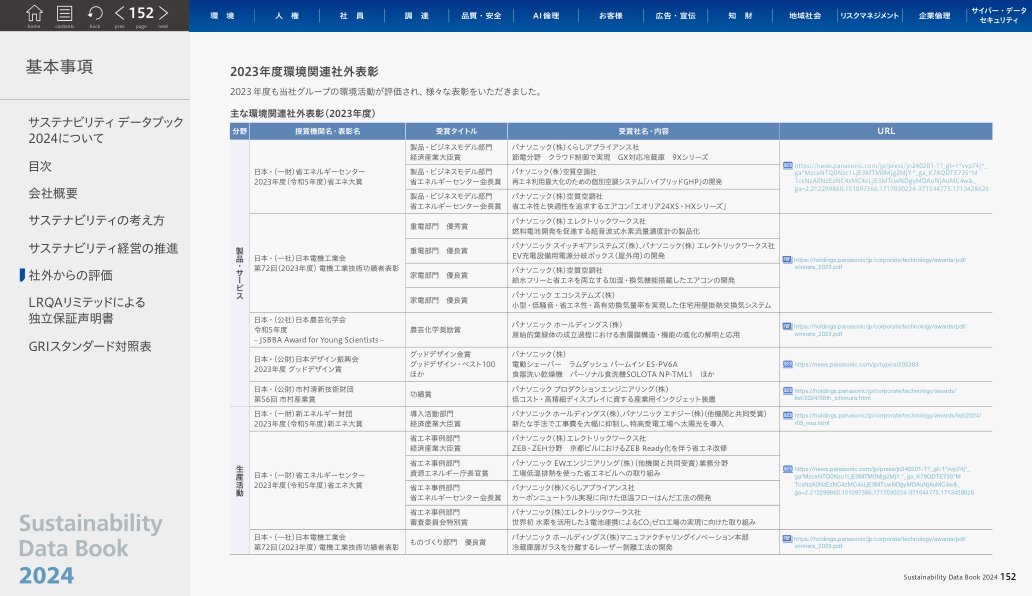 home contents back prev page next
152
環 境 人 権 社 員 調 達 品質・安全 AI倫理 お客様 広告・宣伝 知 財 地域社会 リスクマネジメント 企業倫理 サイバー・データセキュリティ
基本事項
サステナビリティ データブック
2024について
目次
会社概要
サステナビリティの考え方
サステナビリティ経営の推進
社外からの評価
LRQAリミテッドによる
独立保証声明書
GRIスタンダード対照表
Sustainability
Data Book
2024
2023年度環境関連社外表彰
2023年度も当社グループの環境活動が評価され、様々な表彰をいただきました。
主な環境関連社外表彰（2023年度）
分野 授賞機関名・表彰名 受賞タイトル 受賞社名・内容 URL
製品・サービス
日本・（一財）省エネルギーセンター
2023年度（令和5年度）省エネ大賞
製品・ビジネスモデル部門
経済産業大臣賞
パナソニック（株）くらしアプライアンス社
節電分野　クラウド制御で実現　GX対応冷蔵庫　9Xシリーズ
製品・ビジネスモデル部門
省エネルギーセンター会長賞
パナソニック（株）空質空調社
再エネ利用最大化のための個別空調システム「ハイブリッドGHP」の開発
製品・ビジネスモデル部門
省エネルギーセンター会長賞
パナソニック（株）空質空調社
省エネ性と快適性を追求するエアコン「エオリア24XS・HXシリーズ」
日本・（一社）日本電機工業会
第72回（2023年度） 電機工業技術功績者表彰
重電部門　優秀賞
パナソニック（株）エレクトリックワークス社
燃料電池開発を促進する超音波式水素流量濃度計の製品化
重電部門　優良賞
パナソニック スイッチギアシステムズ（株）、パナソニック（株）エレクトリックワークス社
EV充電設備用電源分岐ボックス（屋外用）の開発
家電部門　優良賞
パナソニック（株）空質空調社
給水フリーと省エネを両立する加湿・換気機能搭載したエアコンの開発
家電部門　優良賞
パナソニック エコシステムズ（株）
小型・低騒音・省エネ性・高有効換気量率を実現した住宅用壁掛熱交換気システム
https://holdings.panasonic/jp/corporate/technology/awards/pdf/
winners_2023.pdf
日本・（公社）日本農芸化学会
令和5年度
– JSBBA Award for Young Scientists –
農芸化学奨励賞
パナソニック ホールディングス（株）
原始的葉緑体の成立過程における表層膜構造・機能の進化の解明と応用
https://holdings.panasonic/jp/corporate/technology/awards/pdf/
winners_2023.pdf
日本・（公財）日本デザイン振興会
2023年度 グッドデザイン賞
グッドデザイン金賞
グッドデザイン・ベスト100
ほか
パナソニック（株）
電動シェーバー　ラムダッシュ パームイン ES-PV6A
食器洗い乾燥機　パーソナル食洗機SOLOTA NP-TML1　ほか
https://news.panasonic.com/jp/topics/205383
日本・（公財）市村清新技術財団
第56回 市村産業賞
功績賞
パナソニック プロダクションエンジニアリング（株）
低コスト・高精細ディスプレイに資する産業用インクジェット装置
https://holdings.panasonic/jp/corporate/technology/awards/
list/2024/56th_ichimura.html
生産活動
日本・（一財）新エネルギー財団
2023年度（令和5年度）新エネ大賞
導入活動部門
経済産業大臣賞
パナソニック ホールディングス（株）、パナソニック エナジー（株）（他機関と共同受賞）
新たな手法で工事費を大幅に抑制し、特高受電工場へ太陽光を導入
https://holdings.panasonic/jp/corporate/technology/awards/list/2024/
r05_nea.html
日本・（一財）省エネルギーセンター
2023年度（令和5年度）省エネ大賞
省エネ事例部門
経済産業大臣賞
パナソニック（株）エレクトリックワークス社
ZEB・ZEH分野　京都ビルにおけるZEB Ready化を伴う省エネ改修
省エネ事例部門
資源エネルギー庁長官賞
パナソニック EWエンジニアリング（株）（他機関と共同受賞）業務分野
工場低温排熱を使った省エネビルへの取り組み
省エネ事例部門
省エネルギーセンター会長賞
パナソニック（株）くらしアプライアンス社
カーボンニュートラル実現に向けた低温フローはんだ工法の開発
省エネ事例部門
審査委員会特別賞
パナソニック（株）エレクトリックワークス社
世界初 水素を活用した3電池連携によるCO₂ゼロ工場の実現に向けた取り組み
日本・（一社）日本電機工業会
第72回（2023年度） 電機工業技術功績者表彰
ものづくり部門　優良賞
パナソニック ホールディングス（株）マニュファクチャリングイノベーション本部
冷蔵庫扉ガラスを分離するレーザー剥離工法の開発
https://holdings.panasonic/jp/corporate/technology/awards/pdf/
winners_2023.pdf
Sustainability Data Book 2024 152